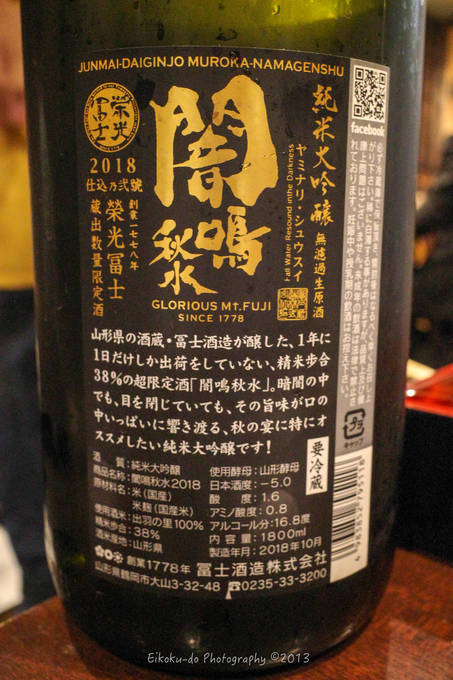 JUNMAI-DAIGINJO MUROKA-NAMAGENSHU
闇鳴秋水
純米大吟醸 無濾過生原酒
ヤミナリ・シュウスイ
Fall Water Resound inthe Darkness
facebook
栄光冨士
2018
仕込み弐號
創業一七七八年
榮光冨士
蔵出数量限定酒
GLORIOUS MT.FUJI
SINCE 1778
山形県の酒蔵・冨士酒造が醸した、1年に
1日だけしか出荷をしていない、精米歩合
38%の超限定酒「闇鳴秋水」。暗闇の中
でも、目を閉じていても、その旨味が口の
中いっぱいに響き渡る、秋の宴に特にオ
ススメしたい純米大吟醸です!
要冷蔵
酒 質:純米大吟醸
商品名称:闇鳴秋水2018
原材料名:米(国産)
米麹(国産米)
使用酒米:出羽の里100%
精米歩合:38%
酒米産地:山形県
使用酵母:山形酵母
日本酒度:−5.0
酸 度:1.6
アミノ酸度:0.8
アルコール分:16.8度
内 容 量:1800ml
製造年月:2018年10月
創業1778年 冨士酒造株式会社
山形県鶴岡市大山3-32-48 ☎0235-33-3200
プラ
キャップ
Eikoku-do Photography ©2013